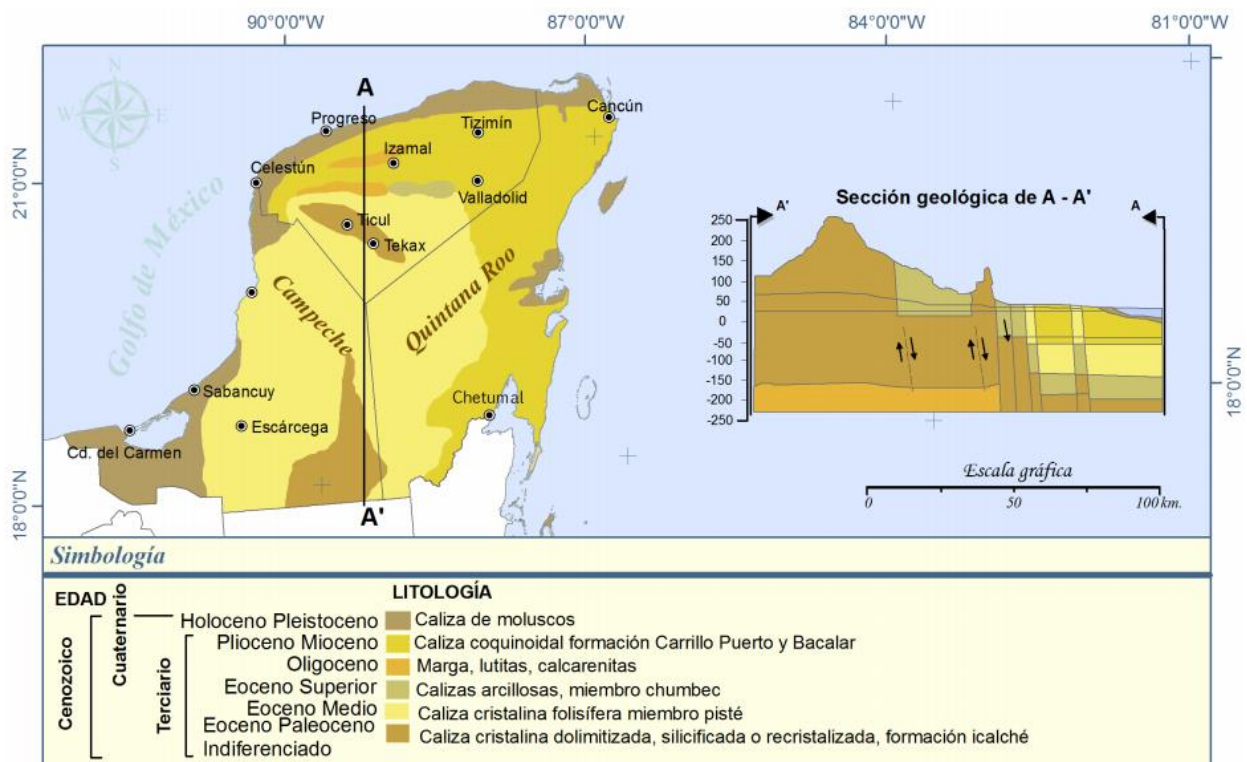 90°0'0"W 87°0'0"W 84°0'0"W 81°0'0"W
21°0'0"N
18°0'0"N
18°0'0"N
N
W E
S
Golfo de México
A
Progreso
Tizimín
Cancún
Izamal
Celestún
Valladolid
Ticul
Tekax
Campeche
Quintana Roo
Sabancuy
Chetumal
Escárcega
Cd. del Carmen
A'
Sección geológica de A - A'
A' A
250
200
150
100
50
0
-50
-100
-150
-200
-250
Escala gráfica
0 50 100 km.
Simbología
EDAD
LITOLOGÍA
Cenozoico
Cuaternario
Terciario
Holoceno Pleistoceno Caliza de moluscos
Plioceno Mioceno Caliza coquinoidal formación Carrillo Puerto y Bacalar
Oligoceno Marga, lutitas, calcarenitas
Eoceno Superior Calizas arcillosas, miembro chumbec
Eoceno Medio Caliza cristalina folisífera miembro pisté
Eoceno Paleoceno Caliza cristalina dolimitizada, silicificada o recristalizada, formación icalché
Indiferenciado